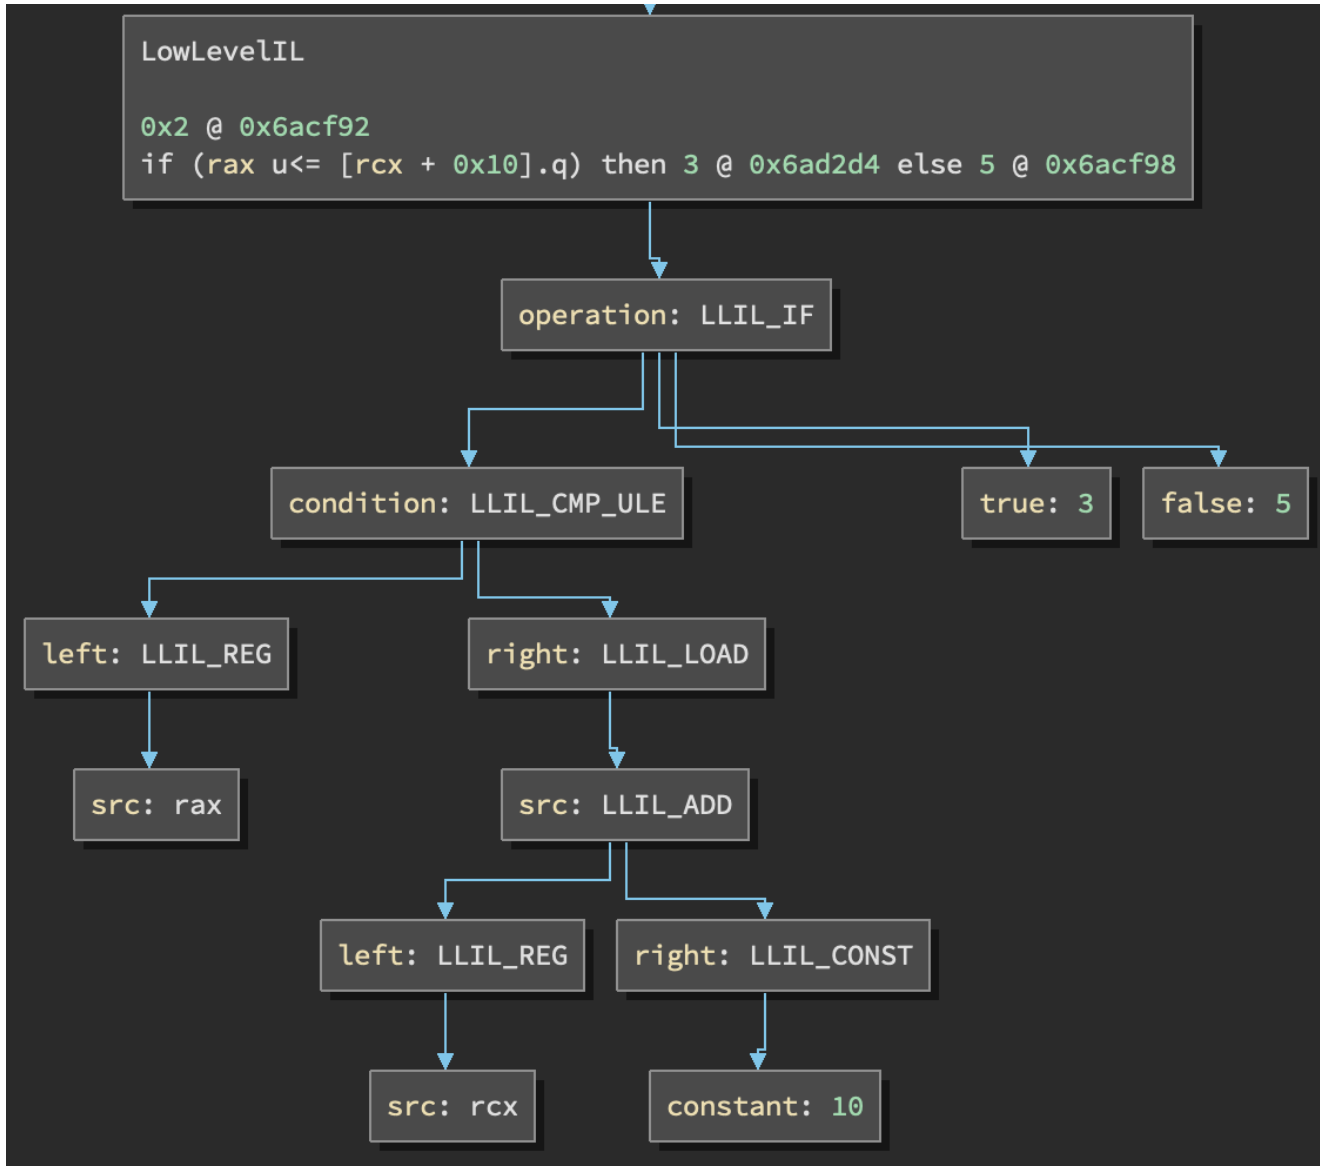 LowLevelIL
0x2 @ 0x6acf92
if (rax u<= [rcx + 0x10].q) then 3 @ 0x6ad2d4 else 5 @ 0x6acf98
operation: LLIL_IF
condition: LLIL_CMP_ULE
true: 3
false: 5
left: LLIL_REG
right: LLIL_LOAD
src: rax
src: LLIL_ADD
left: LLIL_REG
right: LLIL_CONST
src: rcx
constant: 10